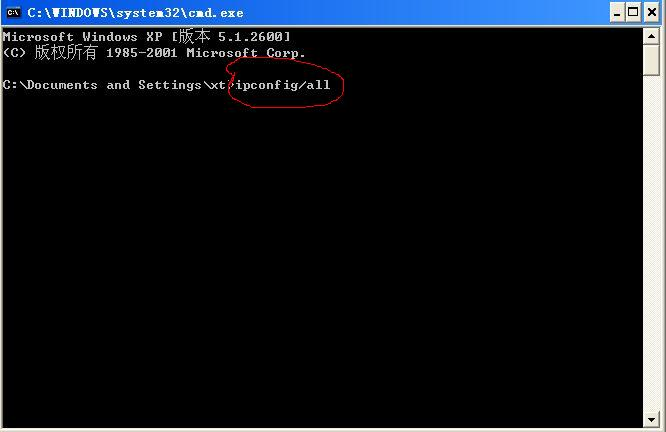 C:\WINDOWS\system32\cmd.exe
Microsoft Windows XP [版本 5.1.2600]
(C) 版权所有 1985-2001 Microsoft Corp.
C:\Documents and Settings\xt>ipconfig/all